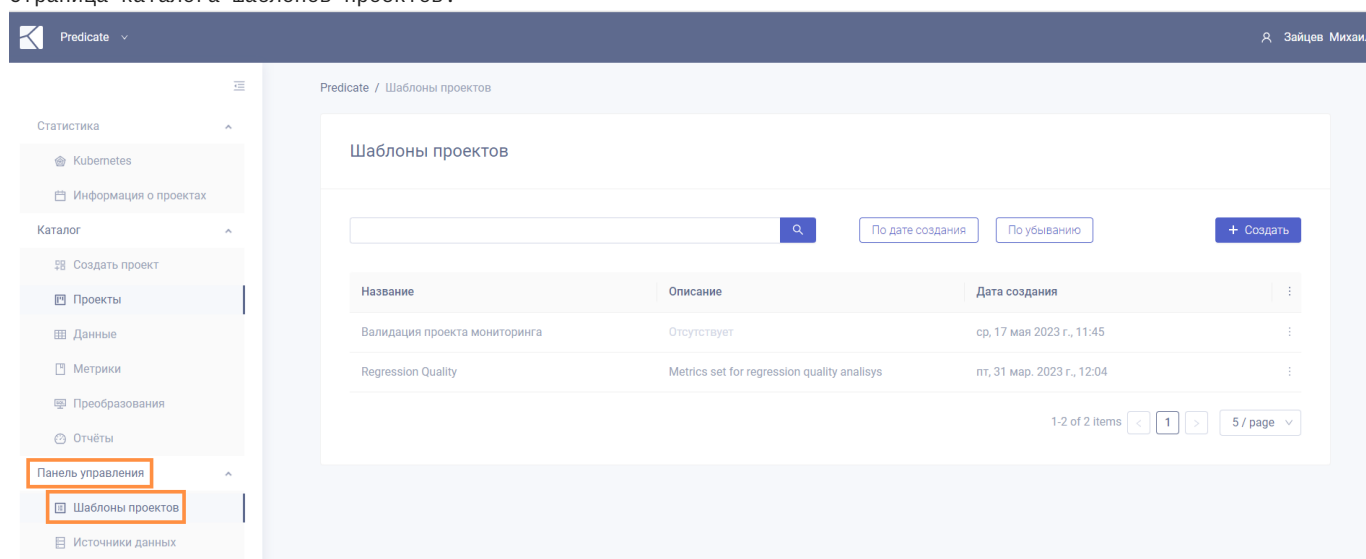 Predicate
Зайцев Михаи
Predicate / Шаблоны проектов
Статистика
Kubernetes
Информация о проектах
Каталог
Создать проект
Проекты
Данные
Метрики
Преобразования
Отчёты
Панель управления
Шаблоны проектов
Источники данных
Шаблоны проектов
По дате создания
По убыванию
+ Создать
Название Описание Дата создания
Валидация проекта мониторинга Отсутствует ср, 17 мая 2023 г., 11:45
Regression Quality Metrics set for regression quality analisys пт, 31 мар. 2023 г., 12:04
1-2 of 2 items < 1 > 5 / page